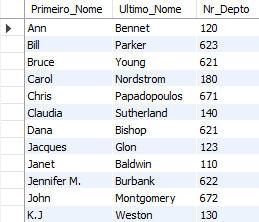 Primeiro_Nome Ultimo_Nome Nr_Depto
Ann Bennet 120
Bill Parker 623
Bruce Young 621
Carol Nordstrom 180
Chris Papadopoulos 671
Claudia Sutherland 140
Dana Bishop 621
Jacques Glon 123
Janet Baldwin 110
Jennifer M. Burbank 622
John Montgomery 672
K.J Weston 130